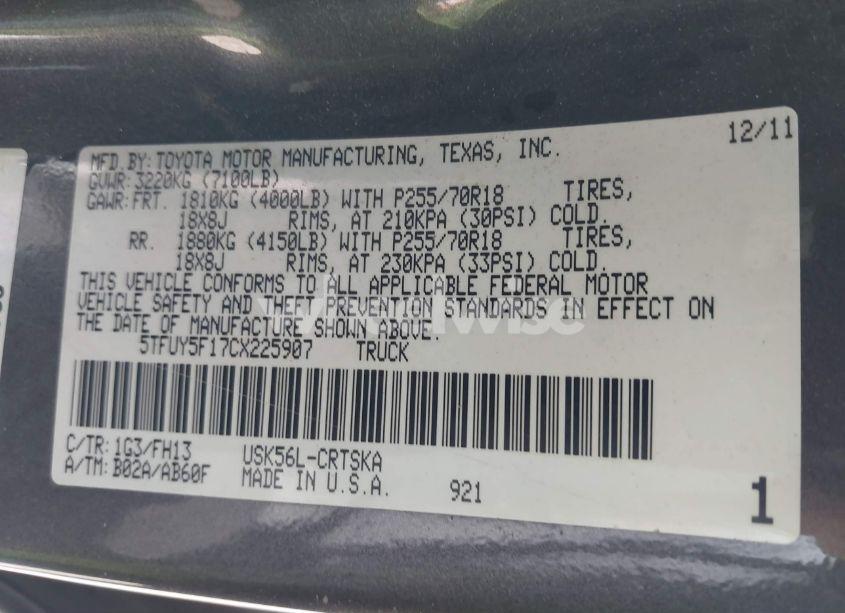 12/11
MFD. BY: TOYOTA MOTOR MANUFACTURING, TEXAS, INC.
GVWR: 3220KG (7100LB)
GAWR: FRT. 1810KG (4000LB) WITH P255/70R18 TIRES,
18X8J RIMS, AT 210KPA (30PSI) COLD.
RR. 1880KG (4150LB) WITH P255/70R18 TIRES,
18X8J RIMS, AT 230KPA (33PSI) COLD.
THIS VEHICLE CONFORMS TO ALL APPLICABLE FEDERAL MOTOR
VEHICLE SAFETY AND THEFT PREVENTION STANDARDS IN EFFECT ON
THE DATE OF MANUFACTURE SHOWN ABOVE.
5TFUY5F17CX225907 TRUCK
C/TR: 1G3/FH13 USK56L-CRTSKA
A/TM: B02A/AB60F MADE IN U.S.A. 921
1